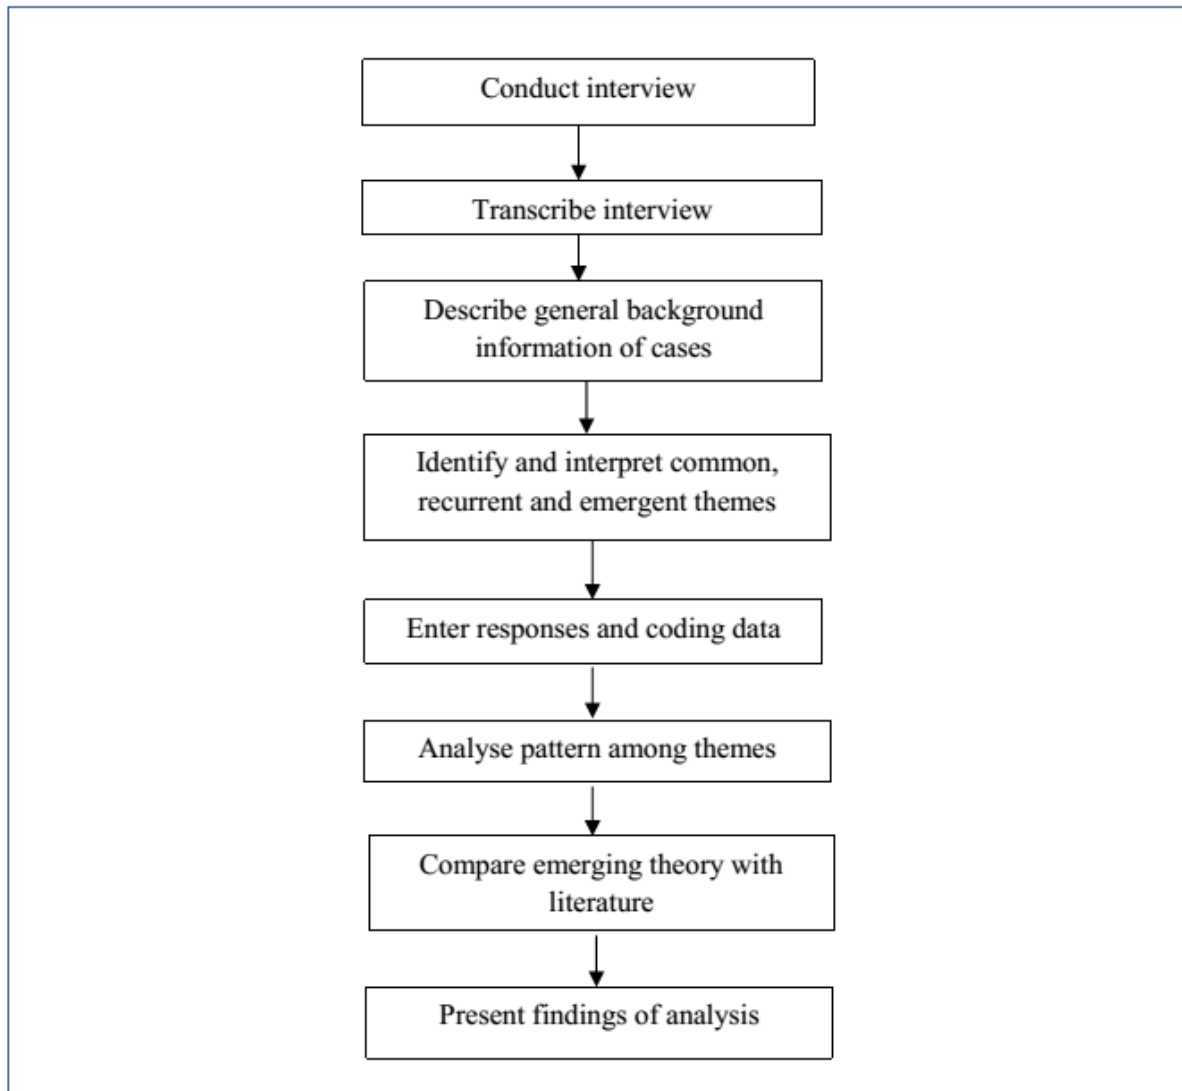 Conduct interview
Transcribe interview
Describe general background
information of cases
Identify and interpret common,
recurrent and emergent themes
Enter responses and coding data
Analyse pattern among themes
Compare emerging theory with
literature
Present findings of analysis